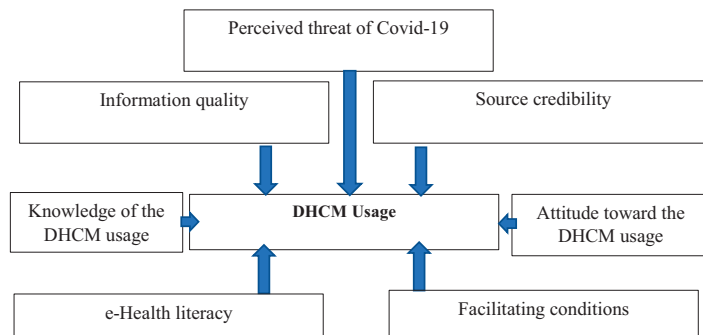 Perceived threat of Covid-19
Information quality
Source credibility
Knowledge of the
DHCM usage
DHCM Usage
Attitude toward the
DHCM usage
e-Health literacy
Facilitating conditions